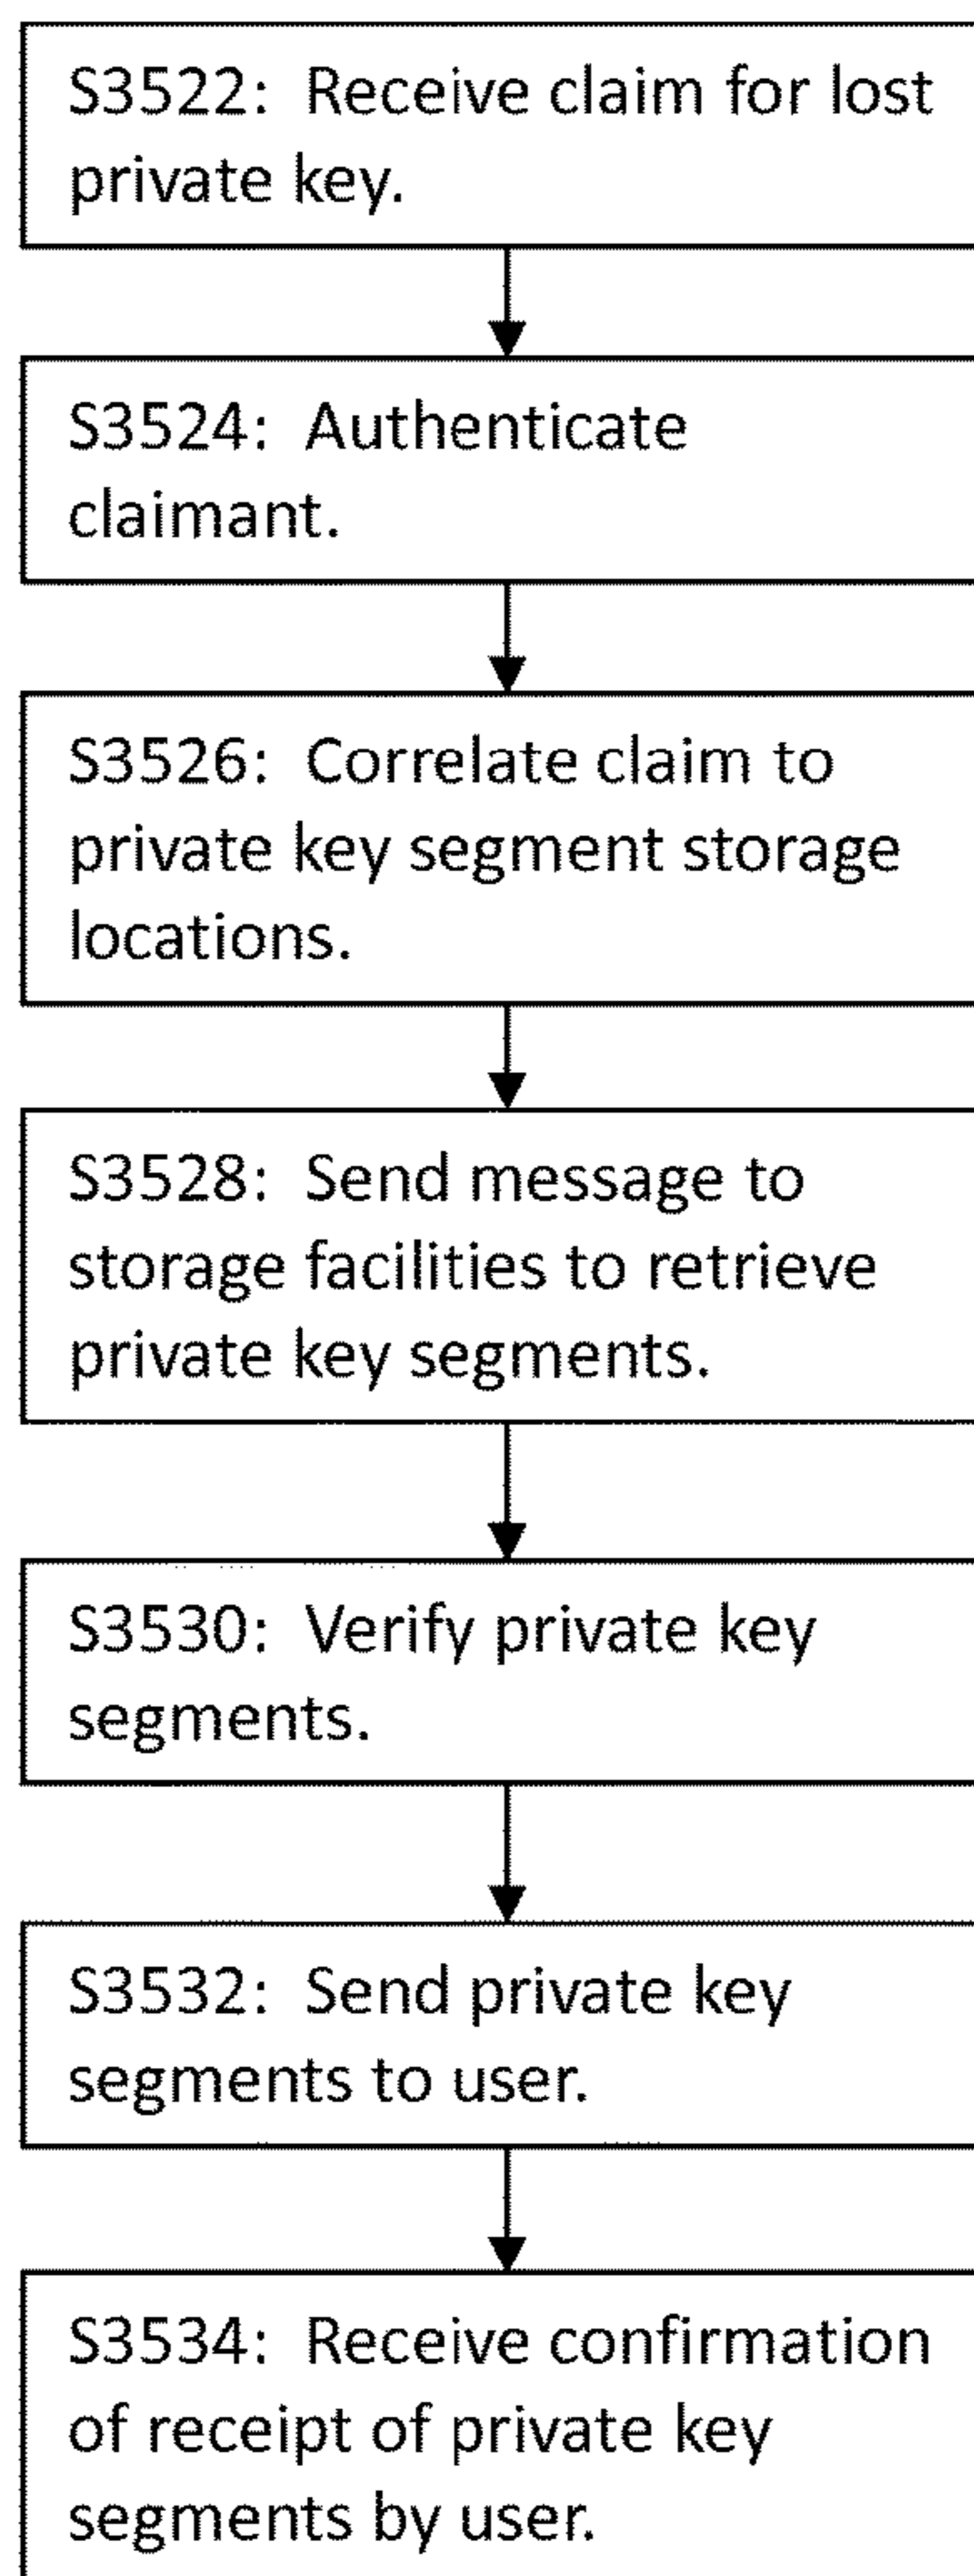 S3522: Receive claim for lost
private key.
S3524: Authenticate
claimant.
S3526: Correlate claim to
private key segment storage
locations.
S3528: Send message to
storage facilities to retrieve
private key segments.
S3530: Verify private key
segments.
S3532: Send private key
segments to user.
S3534: Receive confirmation
of receipt of private key
segments by user.